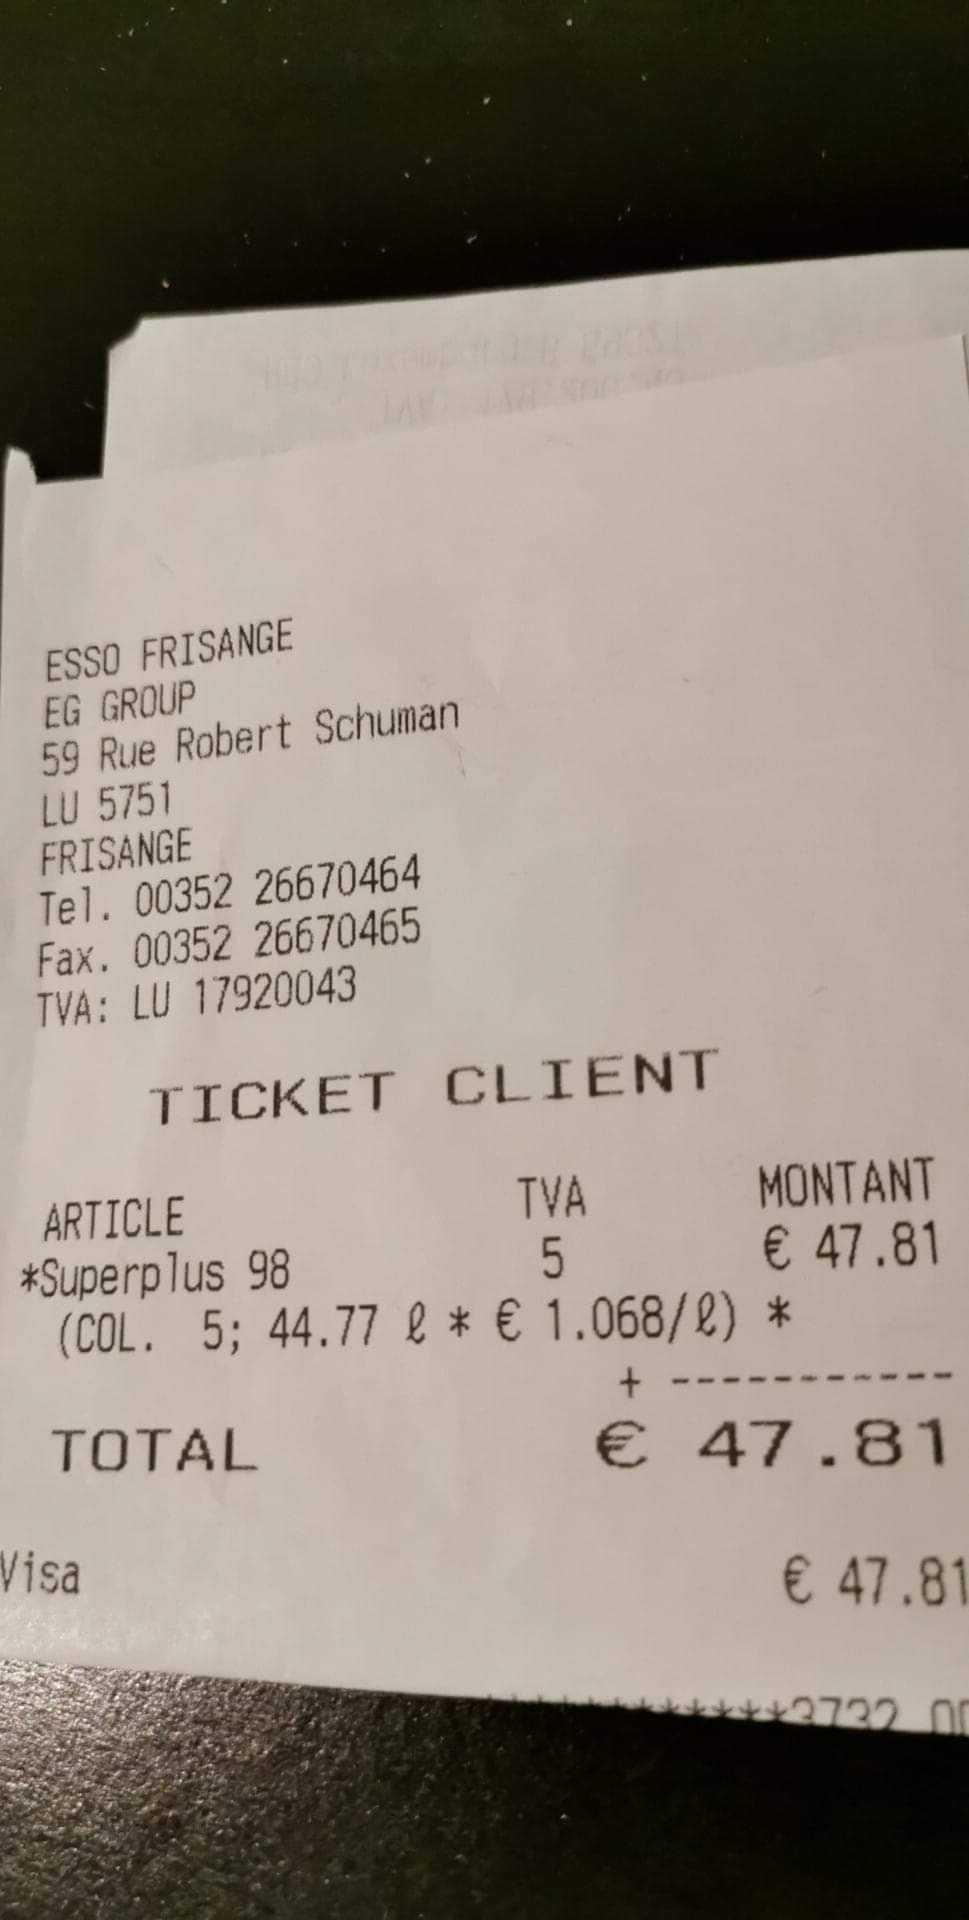 ESSO FRISANGE
EG GROUP
59 Rue Robert Schuman
LU 5751
FRISANGE
Tel. 00352 26670464
Fax. 00352 26670465
TVA: LU 17920043
TICKET CLIENT
ARTICLE TVA MONTANT
*Superplus 98 5 € 47.81
(COL. 5; 44.77 ℓ * € 1.068/ℓ) *
+ -----------
TOTAL € 47.81
Visa € 47.81